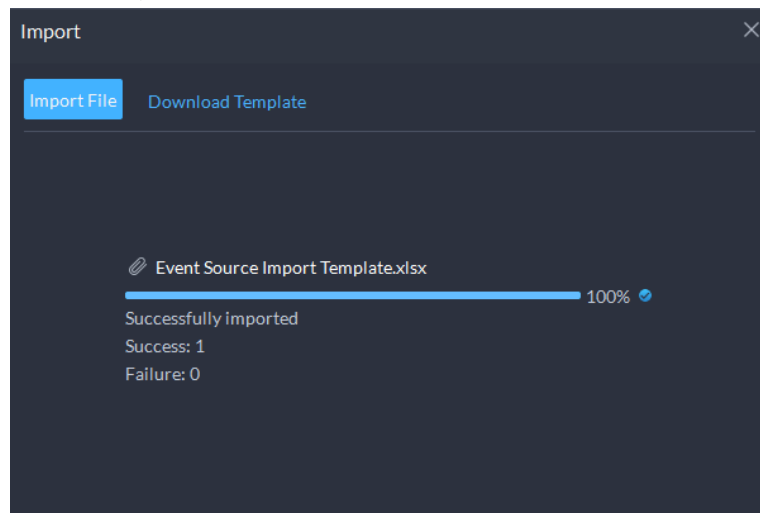 Import
Import File
Download Template
Event Source Import Template.xlsx
100%
Successfully imported
Success: 1
Failure: 0